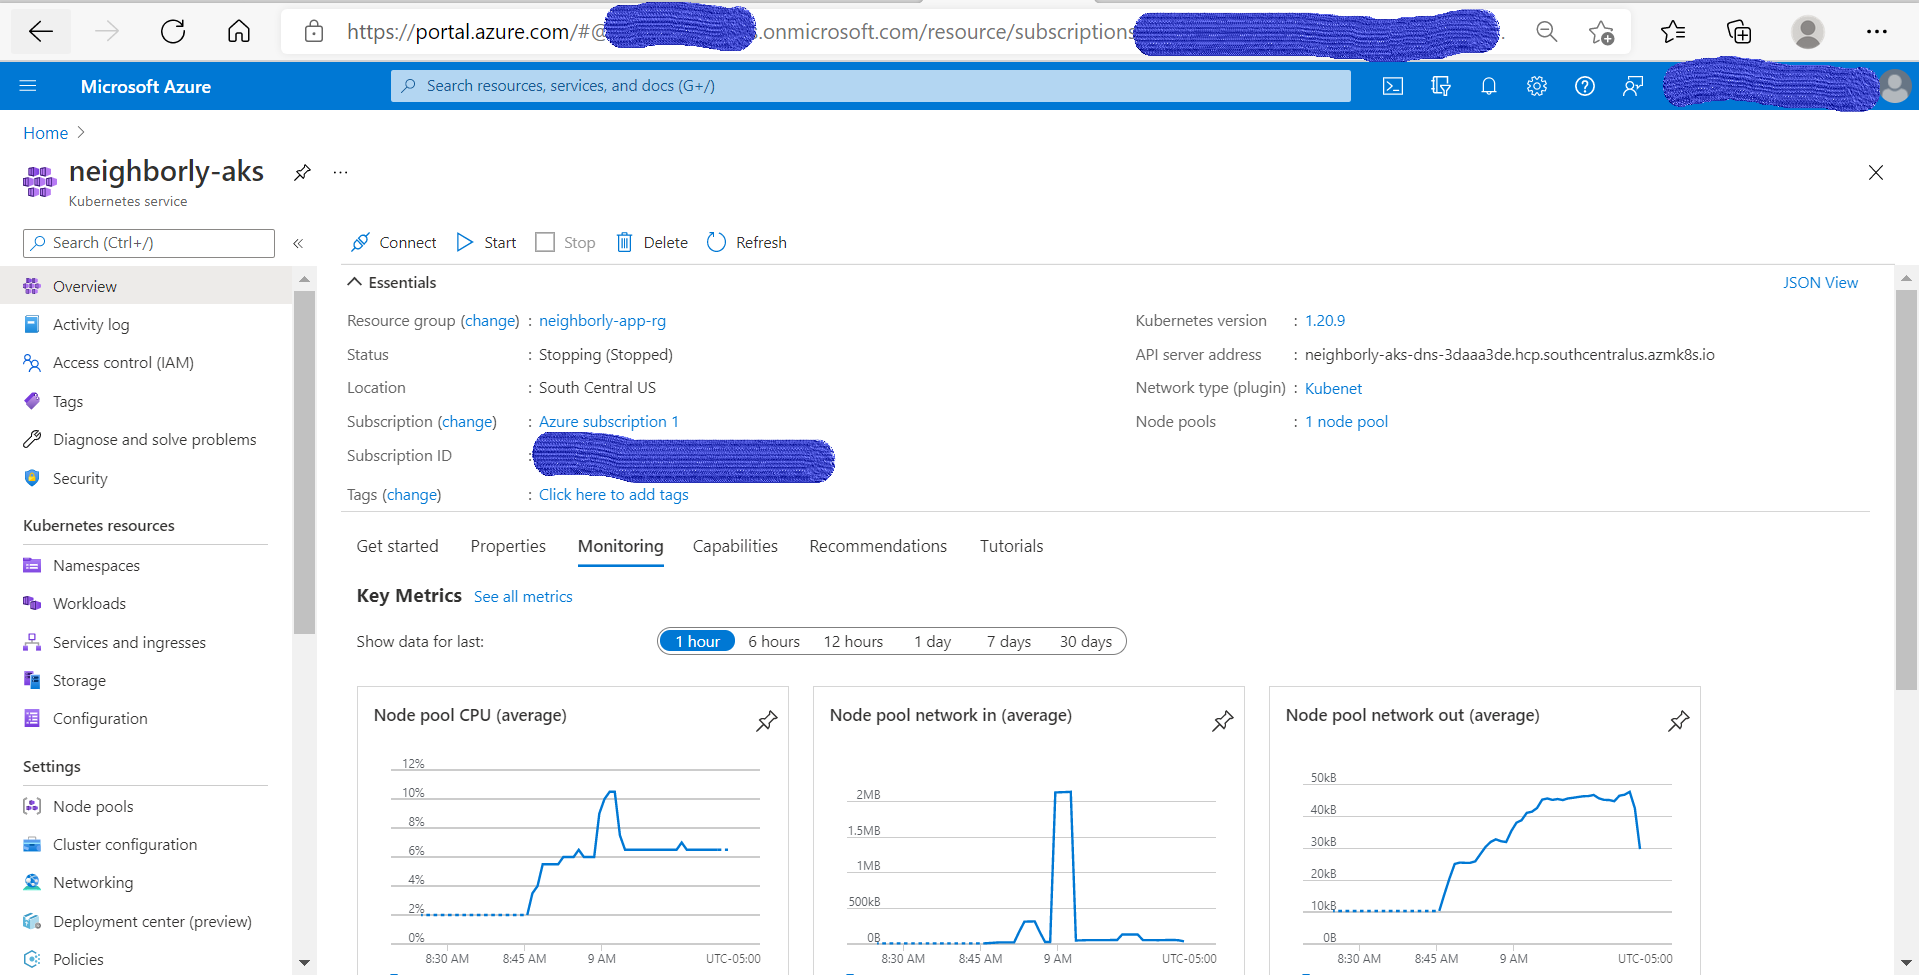 https://portal.azure.com/#@ .onmicrosoft.com/resource/subscriptions
Microsoft Azure
Search resources, services, and docs (G+/)
Home >
neighborly-aks
...
Kubernetes service
Search (Ctrl+/)
«
Connect
Start
Stop
Delete
Refresh
Overview
Activity log
Access control (IAM)
Tags
Diagnose and solve problems
Security
Kubernetes resources
Namespaces
Workloads
Services and ingresses
Storage
Configuration
Settings
Node pools
Cluster configuration
Networking
Deployment center (preview)
Policies
Essentials
JSON View
Resource group (change) : neighborly-app-rg
Status : Stopping (Stopped)
Location : South Central US
Subscription (change) : Azure subscription 1
Subscription ID :
Tags (change) : Click here to add tags
Kubernetes version : 1.20.9
API server address : neighborly-aks-dns-3daaa3de.hcp.southcentralus.azmk8s.io
Network type (plugin) : Kubenet
Node pools : 1 node pool
Get started Properties Monitoring Capabilities Recommendations Tutorials
Key Metrics See all metrics
Show data for last: 1 hour 6 hours 12 hours 1 day 7 days 30 days
Node pool CPU (average)
12%
10%
8%
6%
4%
2%
0%
8:30 AM 8:45 AM 9 AM UTC-05:00
Node pool network in (average)
2MB
1.5MB
1MB
500kB
0B
8:30 AM 8:45 AM 9 AM UTC-05:00
Node pool network out (average)
50kB
40kB
30kB
20kB
10kB
0B
8:30 AM 8:45 AM 9 AM UTC-05:00